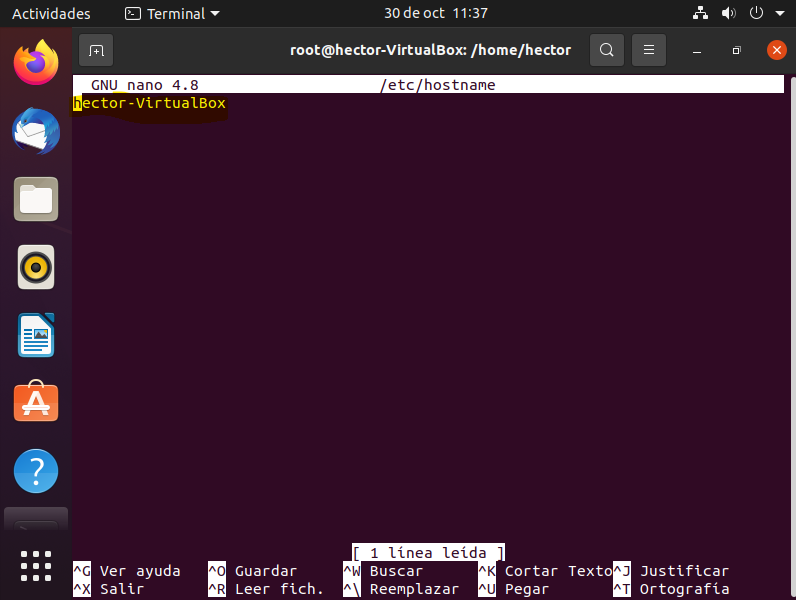 Actividades Terminal 30 de oct 11:37
root@hector-VirtualBox: /home/hector
GNU nano 4.8 /etc/hostname
hector-VirtualBox
[ 1 línea leída ]
^G Ver ayuda ^O Guardar ^W Buscar ^K Cortar Texto ^J Justificar
^X Salir ^R Leer fich. ^\ Reemplazar ^U Pegar ^T Ortografía